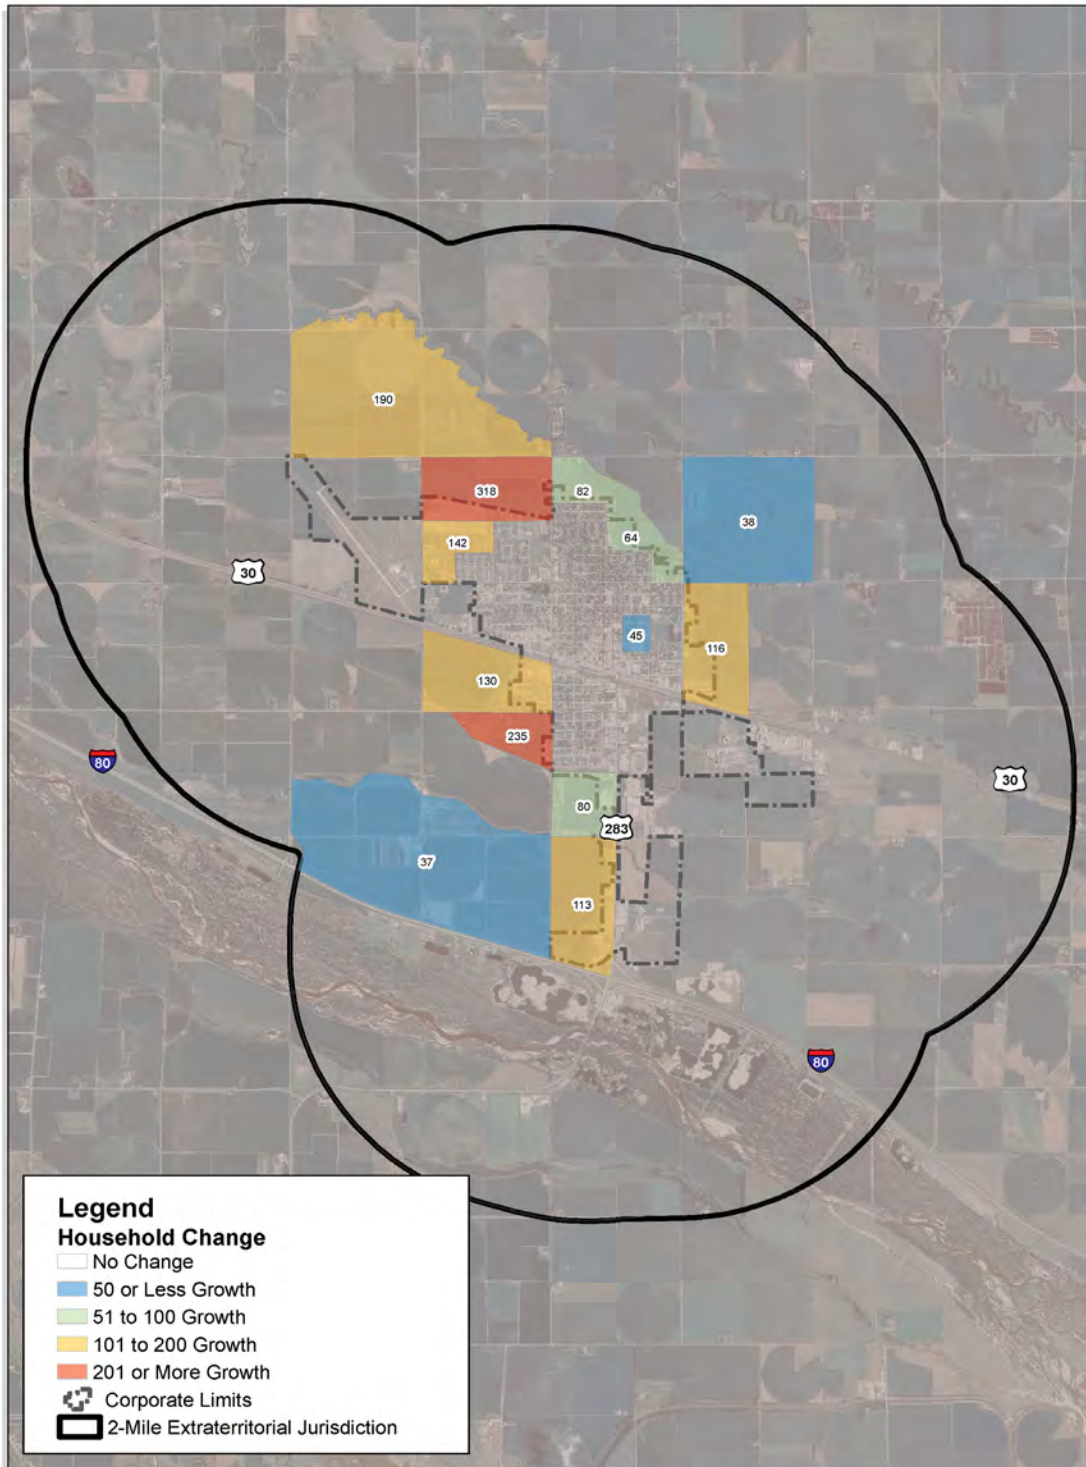 190
318
82
38
64
142
30
45
116
130
235
80
30
80
283
37
113
80
Legend
Household Change
No Change
50 or Less Growth
51 to 100 Growth
101 to 200 Growth
201 or More Growth
Corporate Limits
2-Mile Extraterritorial Jurisdiction